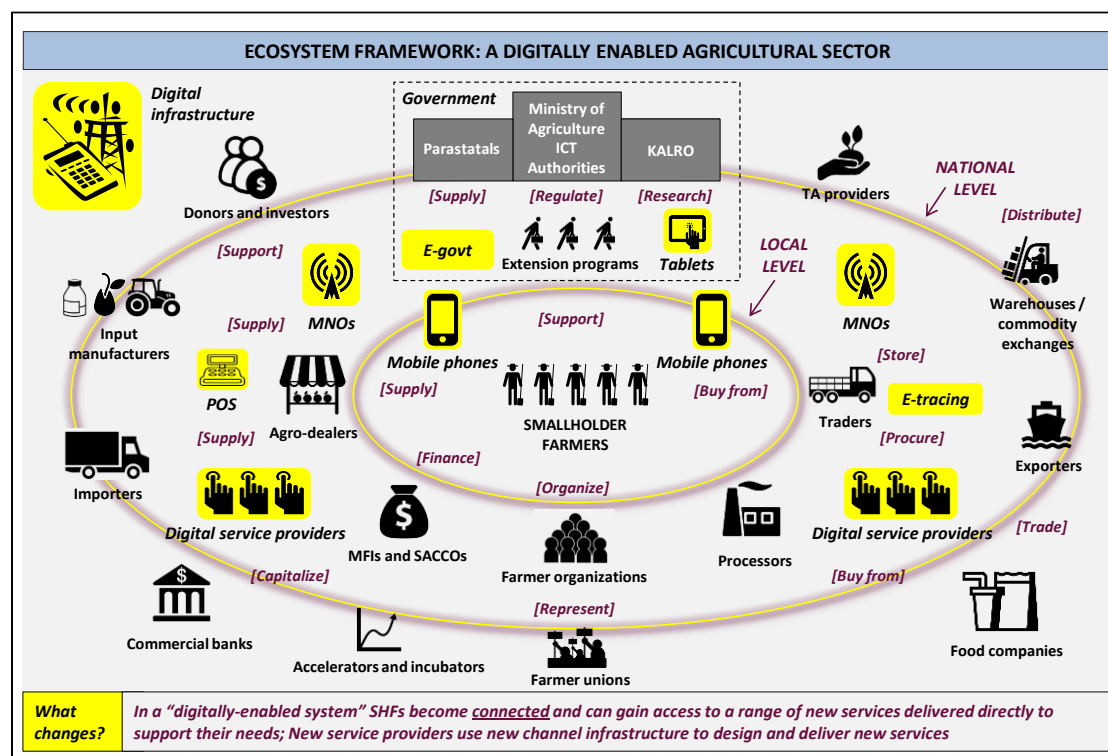 ECOSYSTEM FRAMEWORK: A DIGITALLY ENABLED AGRICULTURAL SECTOR
Digital
infrastructure
Government
Parastatals
Ministry of
Agriculture
ICT
Authorities
KALRO
[Supply]
[Regulate]
[Research]
E-govt
Extension programs
Tablets
Donors and investors
TA providers
NATIONAL
LEVEL
[Distribute]
[Support]
LOCAL
LEVEL
MNOs
MNOs
Warehouses /
commodity
exchanges
Input
manufacturers
[Supply]
[Support]
[Store]
Mobile phones
Mobile phones
POS
[Supply]
[Buy from]
Agro-dealers
SMALLHOLDER
FARMERS
Traders
E-tracing
[Supply]
[Procure]
[Finance]
Importers
Exporters
[Organize]
Digital service providers
Digital service providers
MFIs and SACCOs
Farmer organizations
Processors
[Trade]
[Capitalize]
[Buy from]
[Represent]
$
$
$
Commercial banks
Accelerators and incubators
Farmer unions
Food companies
What
changes?
In a “digitally-enabled system” SHFs become connected and can gain access to a range of new services delivered directly to
support their needs; New service providers use new channel infrastructure to design and deliver new services